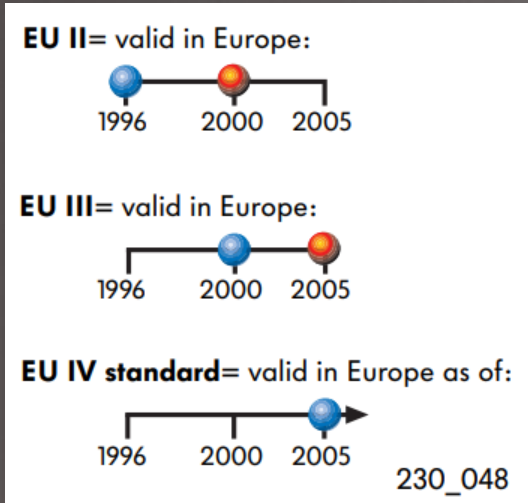 EU II= valid in Europe:
1996 2000 2005
EU III= valid in Europe:
1996 2000 2005
EU IV standard= valid in Europe as of:
1996 2000 2005
230_048